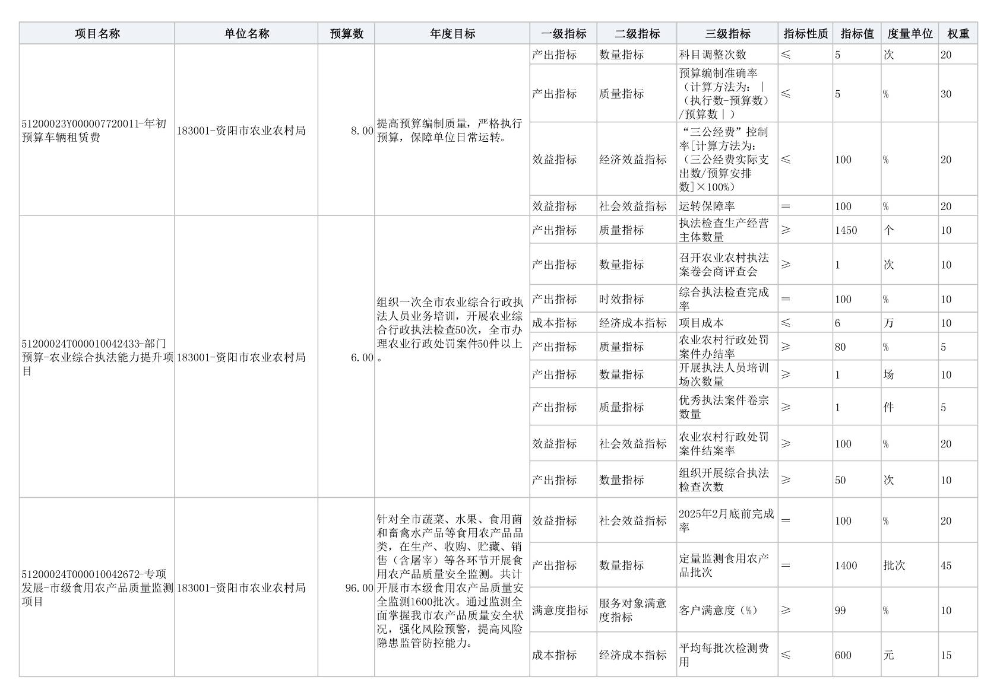 项目名称 单位名称 预算数 年度目标 一级指标 二级指标 三级指标 指标性质 指标值 度量单位 权重
51200023Y000007720011-年初
预算车辆租赁费
183001-资阳市农业农村局
8.00
提高预算编制质量，严格执行
预算，保障单位日常运转。
产出指标 数量指标 科目调整次数 ≤ 5 次 20
产出指标 质量指标
预算编制准确率
（计算方法为：｜
（执行数-预算数）
/预算数｜）
≤ 5 % 30
效益指标 经济效益指标
“三公经费”控制
率[计算方法为：
（三公经费实际支
出数/预算安排
数]×100%）
≤ 100 % 20
效益指标 社会效益指标 运转保障率 ＝ 100 % 20
51200024T000010042433-部门
预算-农业综合执法能力提升项
目
183001-资阳市农业农村局
6.00
组织一次全市农业综合行政执
法人员业务培训，开展农业综
合行政执法检查50次，全市办
理农业行政处罚案件50件以上
。
产出指标 质量指标
执法检查生产经营
主体数量
≥ 1450 个 10
产出指标 数量指标
召开农业农村执法
案卷会商评查会
≥ 1 次 10
产出指标 时效指标
综合执法检查完成
率
＝ 100 % 10
成本指标 经济成本指标 项目成本 ≤ 6 万 10
产出指标 质量指标
农业农村行政处罚
案件办结率
≥ 80 % 5
产出指标 数量指标
开展执法人员培训
场次数量
≥ 1 场 10
产出指标 质量指标
优秀执法案件卷宗
数量
≥ 1 件 5
效益指标 社会效益指标
农业农村行政处罚
案件结案率
≥ 100 % 20
产出指标 数量指标
组织开展综合执法
检查次数
≥ 50 次 10
51200024T000010042672-专项
发展-市级食用农产品质量监测
项目
183001-资阳市农业农村局
96.00
针对全市蔬菜、水果、食用菌
和畜禽水产品等食用农产品品
类，在生产、收购、贮藏、销
售（含屠宰）等各环节开展食
用农产品质量安全监测。共计
开展市本级食用农产品质量安
全监测1600批次。通过监测全
面掌握我市农产品质量安全状
况，强化风险预警，提高风险
隐患监管防控能力。
效益指标 社会效益指标
2025年2月底前完成
率
＝ 100 % 20
产出指标 数量指标
定量监测食用农产
品批次
＝ 1400 批次 45
满意度指标
服务对象满意
度指标
客户满意度（%） ≥ 99 % 10
成本指标 经济成本指标
平均每批次检测费
用
≤ 600 元 15